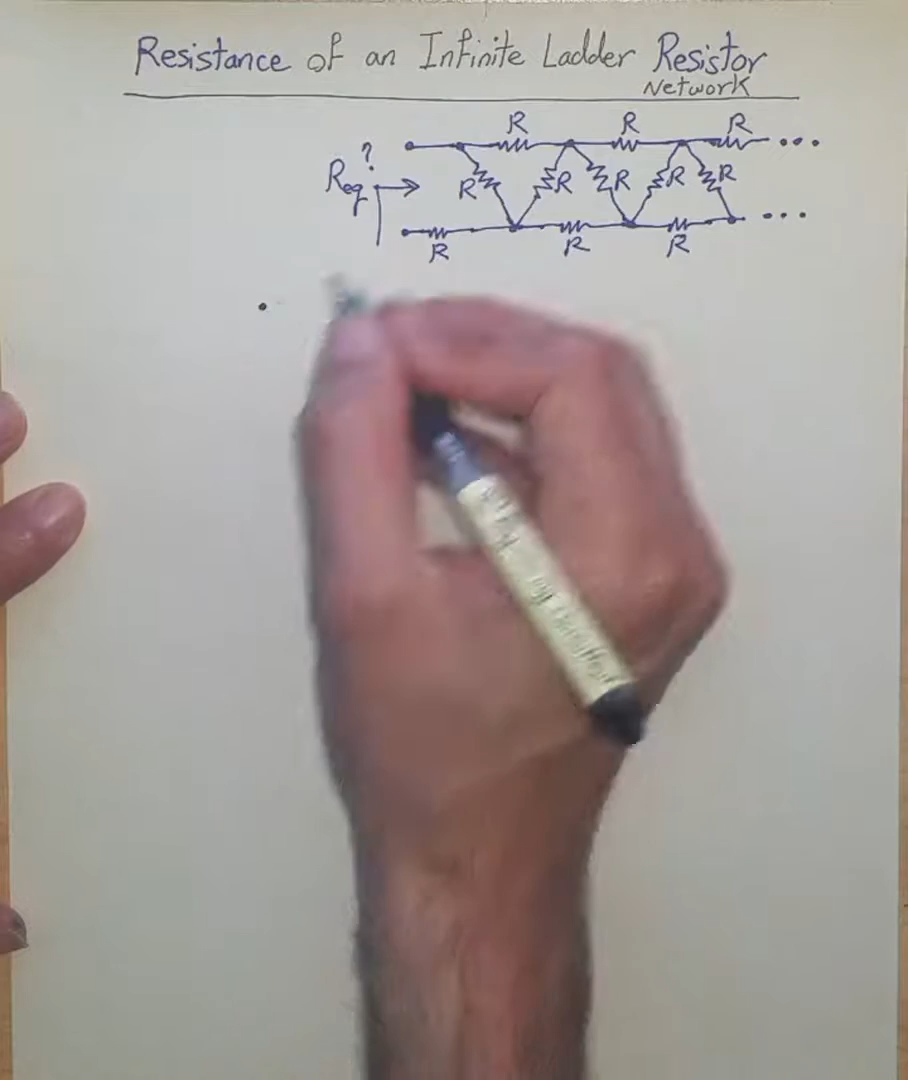 Resistance of an Infinite Ladder Resistor
Network
R R R
?
Req
R R R R R
R R R